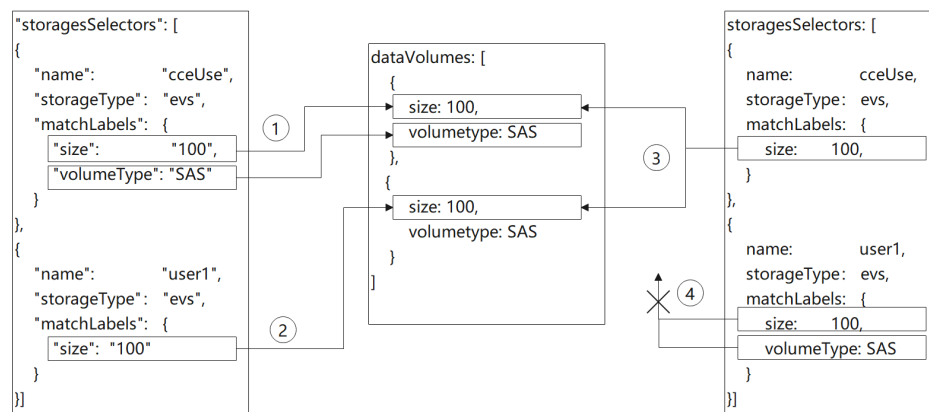 "storagesSelectors": [
{
"name": "cceUse",
"storageType": "evs",
"matchLabels": {
"size": "100",
"volumeType": "SAS"
}
},
{
"name": "user1",
"storageType": "evs",
"matchLabels": {
"size": "100"
}
}]
1
2
dataVolumes: [
{
size: 100,
volumetype: SAS
},
{
size: 100,
volumetype: SAS
}
]
3
4
storagesSelectors: [
{
name: cceUse,
storageType: evs,
matchLabels: {
size: 100,
}
},
{
name: user1,
storageType: evs,
matchLabels: {
size: 100,
volumeType: SAS
}
}]